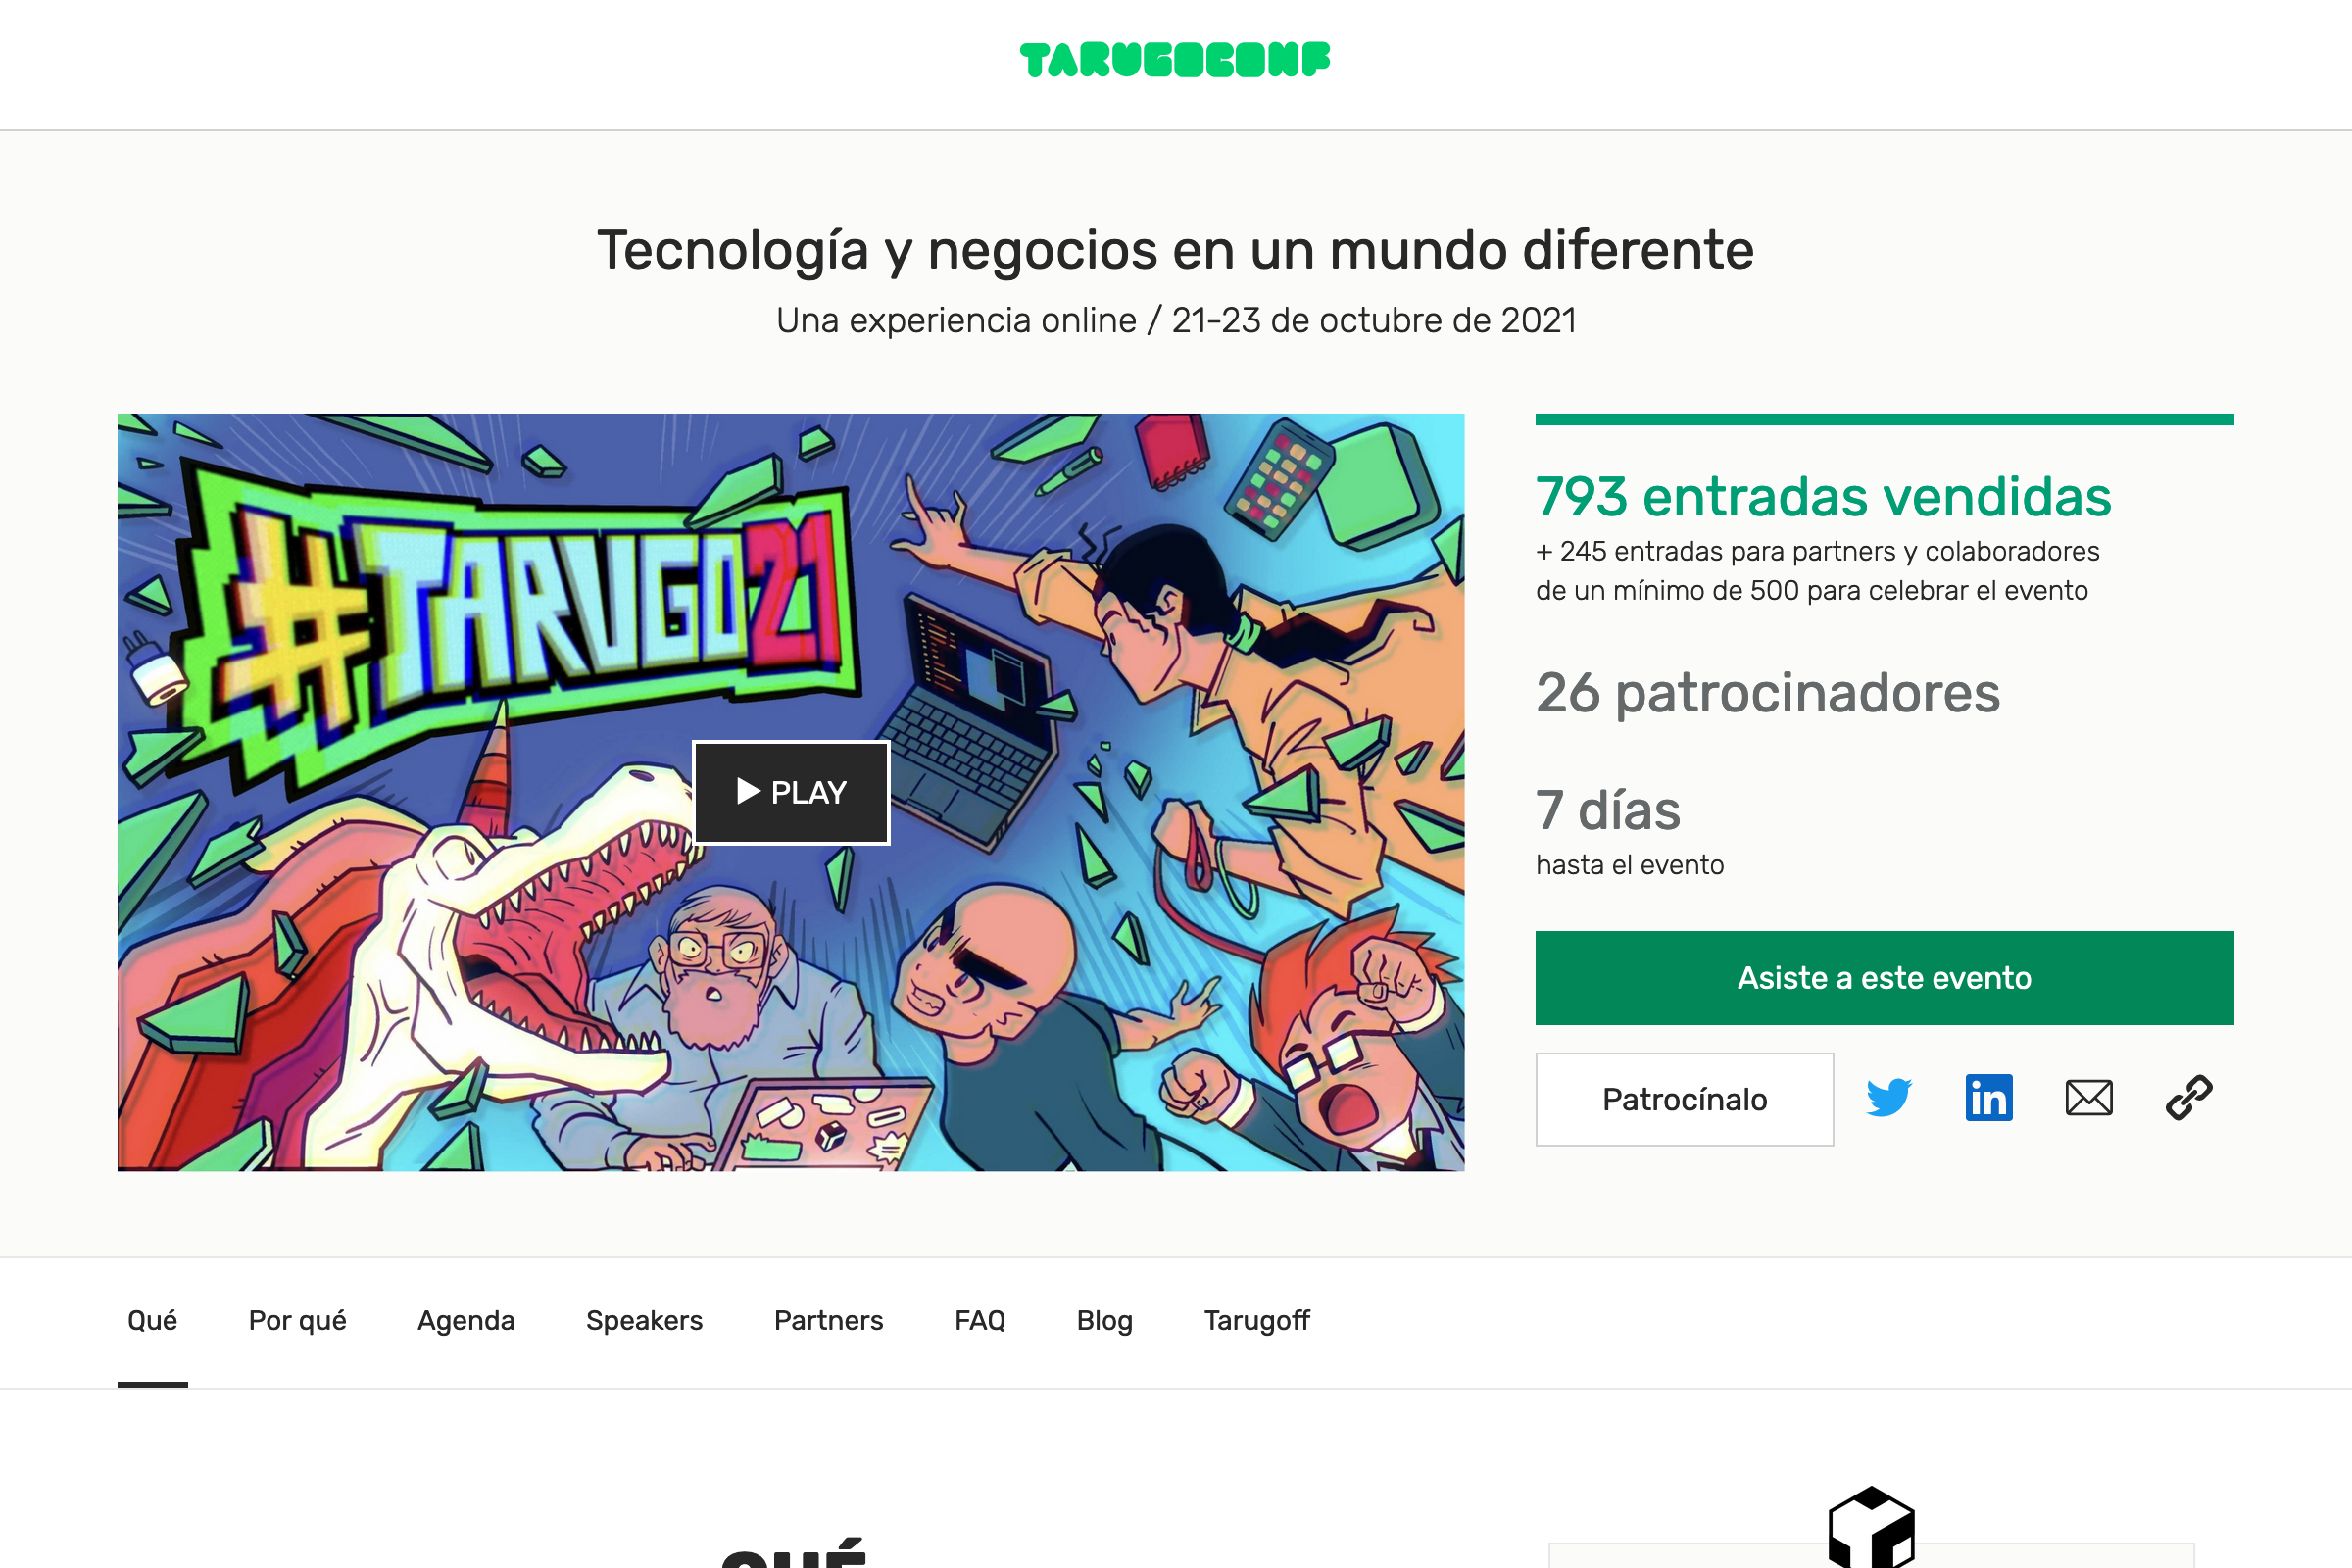 TARUGOCONF
Tecnología y negocios en un mundo diferente
Una experiencia online / 21-23 de octubre de 2021
#TARUGO21
PLAY
793 entradas vendidas
+ 245 entradas para partners y colaboradores
de un mínimo de 500 para celebrar el evento
26 patrocinadores
7 días
hasta el evento
Asiste a este evento
Patrocínalo
Qué
Por qué
Agenda
Speakers
Partners
FAQ
Blog
Tarugoff
QUÉ